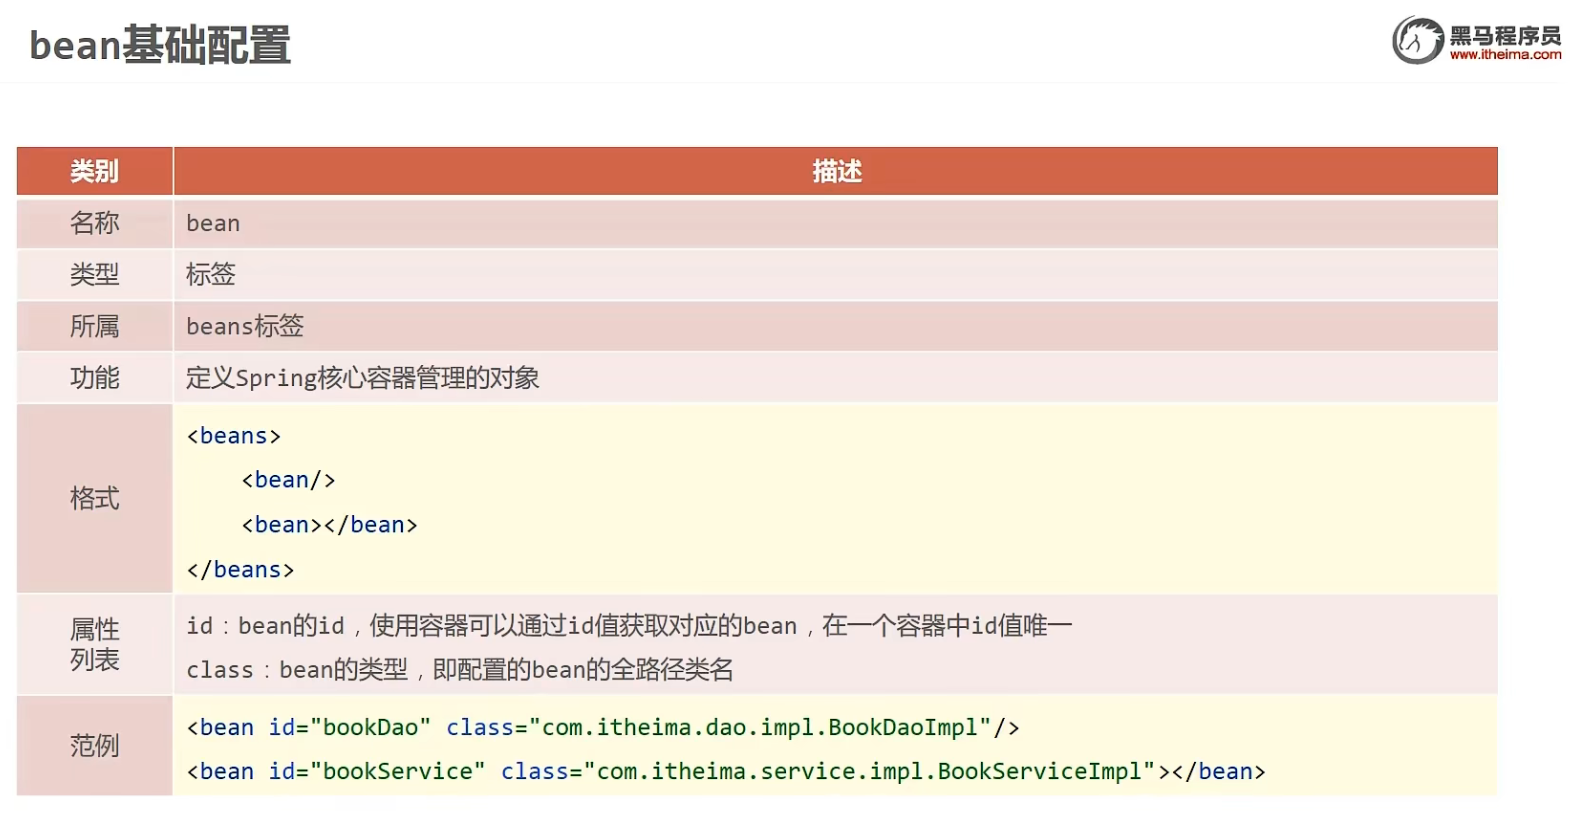 bean基础配置
黑马程序员
www.itheima.com
类别 描述
名称 bean
类型 标签
所属 beans标签
功能 定义Spring核心容器管理的对象
格式
<beans>
<bean/>
<bean></bean>
</beans>
属性
列表
id：bean的id，使用容器可以通过id值获取对应的bean，在一个容器中id值唯一
class：bean的类型，即配置的bean的全路径类名
范例
<bean id="bookDao" class="com.itheima.dao.impl.BookDaoImpl"/>
<bean id="bookService" class="com.itheima.service.impl.BookServiceImpl"></bean>